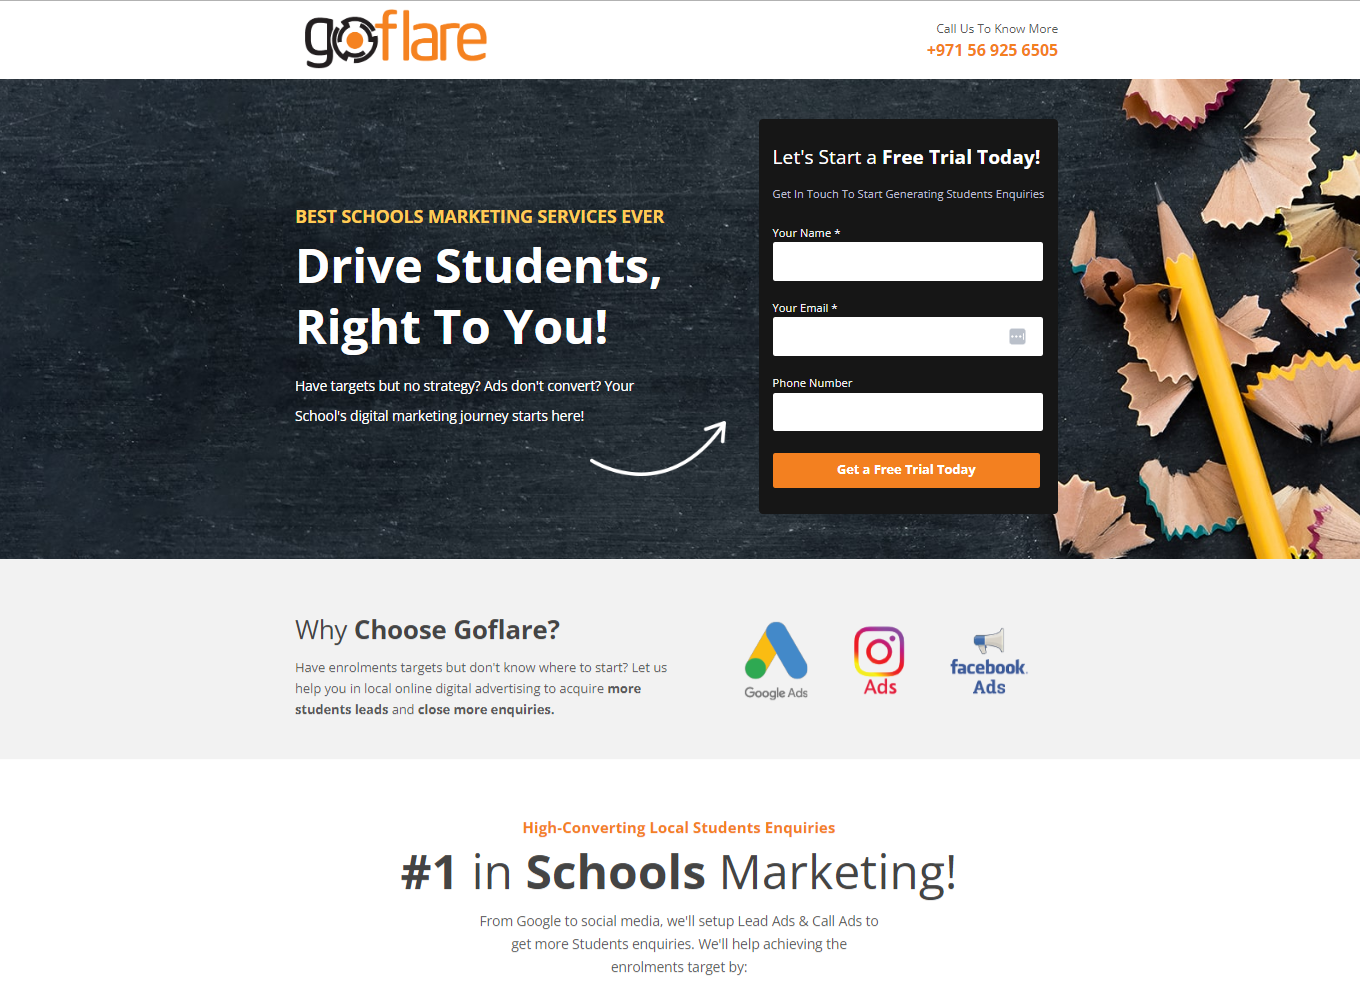 goflare
Call Us To Know More
+971 56 925 6505
BEST SCHOOLS MARKETING SERVICES EVER
Drive Students,
Right To You!
Have targets but no strategy? Ads don't convert? Your
School's digital marketing journey starts here!
Let's Start a Free Trial Today!
Get In Touch To Start Generating Students Enquiries
Your Name *
Your Email *
Phone Number
Get a Free Trial Today
Why Choose Goflare?
Have enrolments targets but don't know where to start? Let us
help you in local online digital advertising to acquire more
students leads and close more enquiries.
Google Ads
Ads
facebook.
Ads
High-Converting Local Students Enquiries
#1 in Schools Marketing!
From Google to social media, we'll setup Lead Ads & Call Ads to
get more Students enquiries. We'll help achieving the
enrolments target by: